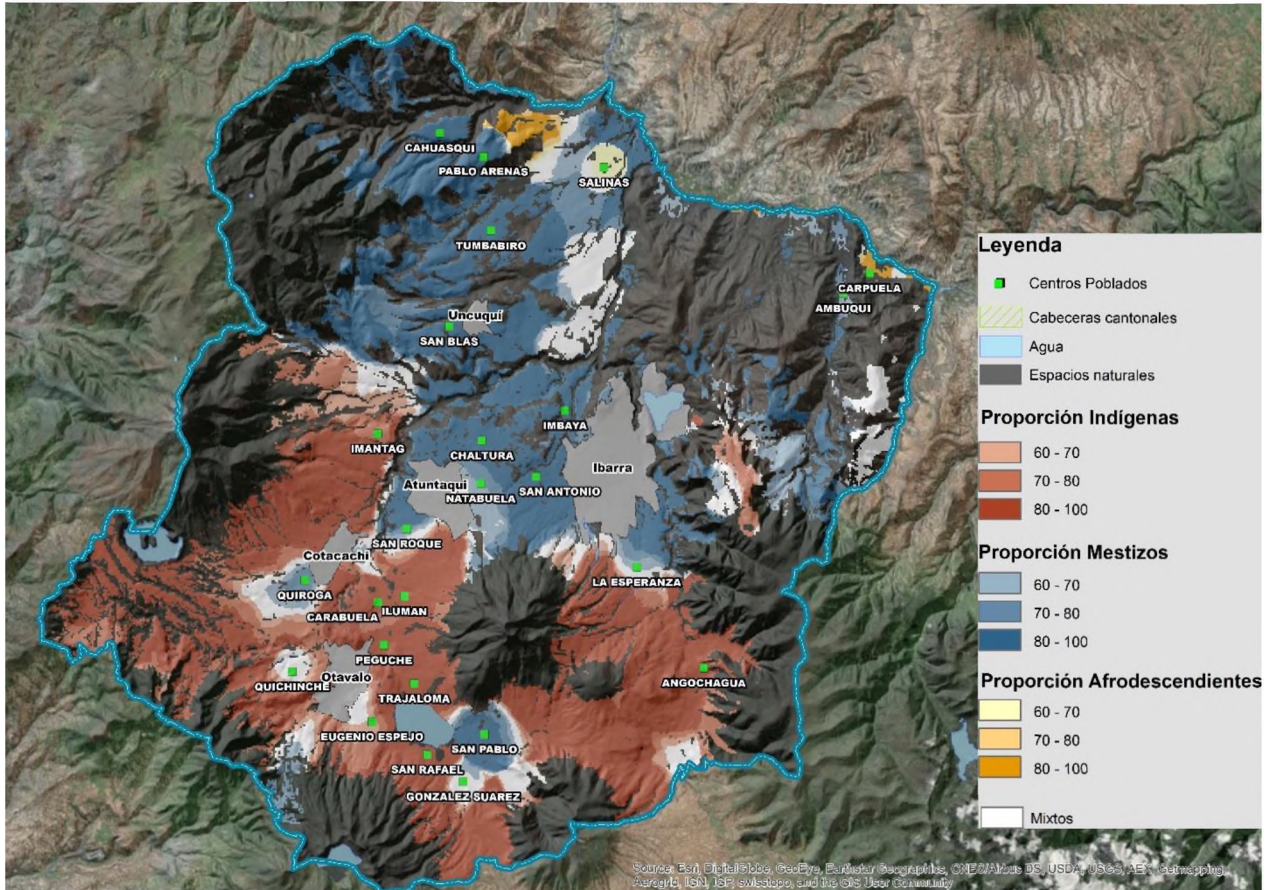 CAHUASQUI
PABLO ARENAS
SALINAS
TUMBABIRO
Uncuquí
SAN BLAS
CARPUELA
AMBUQUI
IMBAYA
IMANTAG
CHALTURA
Ibarra
Atuntaqui
NATABUELA
SAN ANTONIO
SAN ROQUE
Cotacachi
LA ESPERANZA
QUIROGA
ILUMAN
CARABUELA
PEGUCHE
ANGOCHAGUA
QUICHINCHE
Otavalo
TRAJALOMA
EUGENIO ESPEJO
SAN PABLO
SAN RAFAEL
GONZALEZ SUAREZ
Leyenda
Centros Poblados
Cabeceras cantonales
Agua
Espacios naturales
Proporción Indígenas
60 - 70
70 - 80
80 - 100
Proporción Mestizos
60 - 70
70 - 80
80 - 100
Proporción Afrodescendientes
60 - 70
70 - 80
80 - 100
Mixtos
Source: Esri, DigitalGlobe, GeoEye, Earthstar Geographics, CNES/Airbus DS, USDA, USGS, AEX, Getmapping,
Aerogrid, IGN, IGP, swisstopo, and the GIS User Community